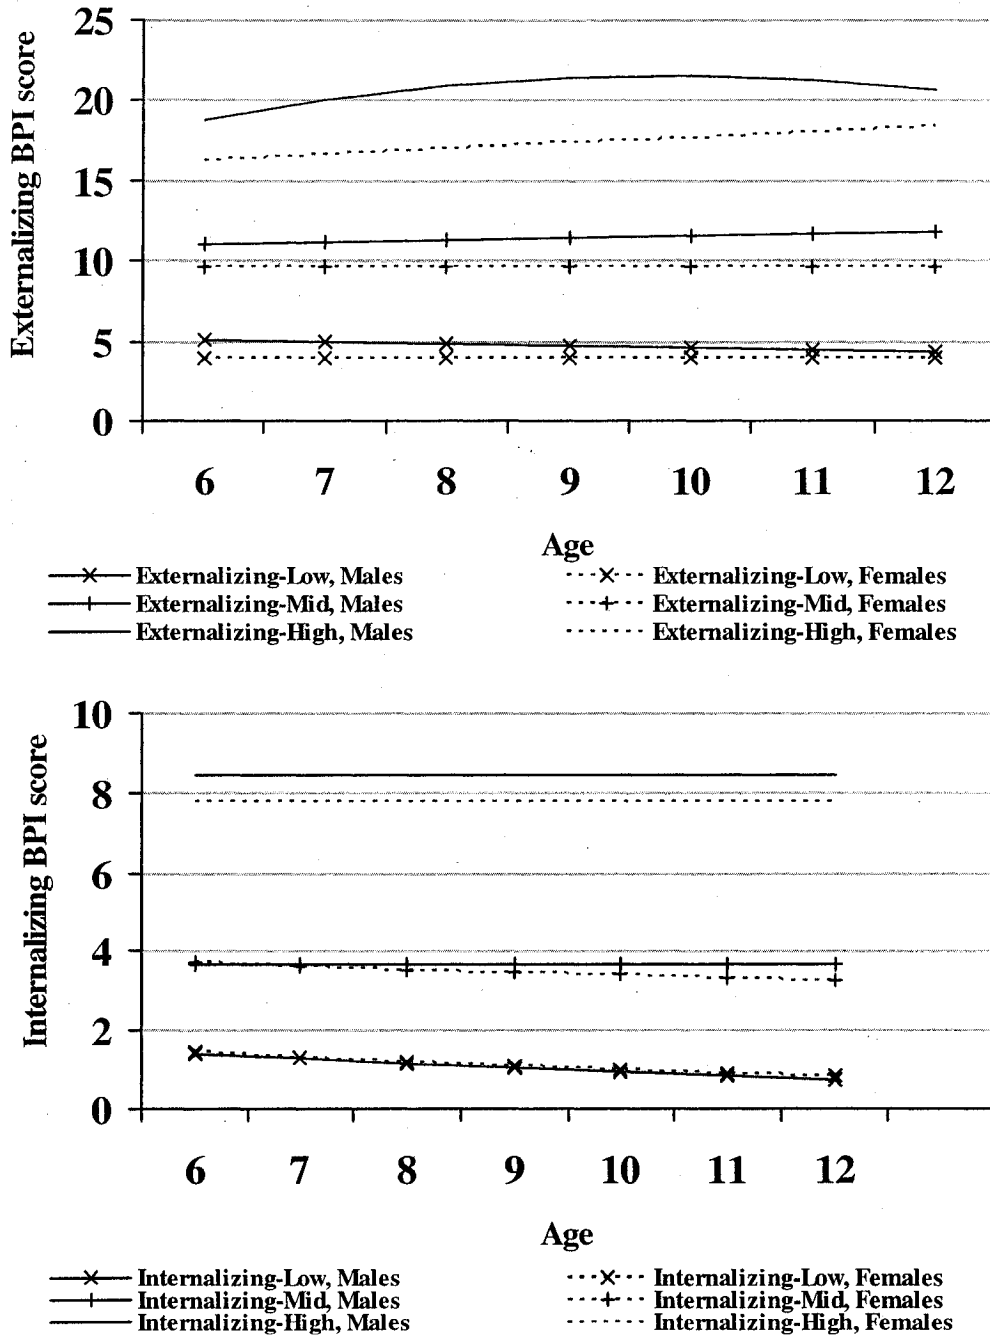 25
20
15
10
5
0
Externalizing BPI score
6 7 8 9 10 11 12
Age
Externalizing-Low, Males Externalizing-Low, Females
Externalizing-Mid, Males Externalizing-Mid, Females
Externalizing-High, Males Externalizing-High, Females
10
8
6
4
2
0
Internalizing BPI score
6 7 8 9 10 11 12
Age
Internalizing-Low, Males Internalizing-Low, Females
Internalizing-Mid, Males Internalizing-Mid, Females
Internalizing-High, Males Internalizing-High, Females